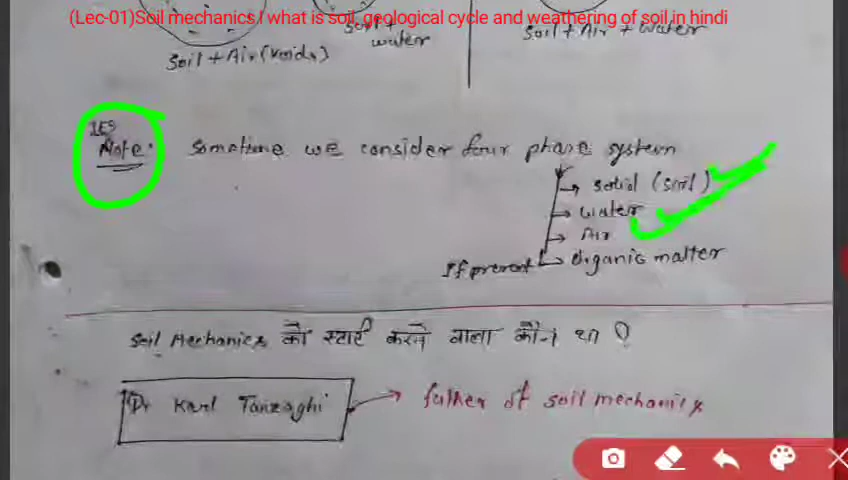 (Lec-01)Soil mechanics / what is soil, geological cycle and weathering of soil in hindi
Soil + Air (voids)
Soil +
water
Soil + Air + water
IES
Note:
Sometime we consider four phase system
→ solid (soil)
→ water
→ Air
If present → organic matter
Soil Mechanics को स्टार्ट करने वाला कौन था ?
Dr Karl Tanzaghi → father of soil mechanics